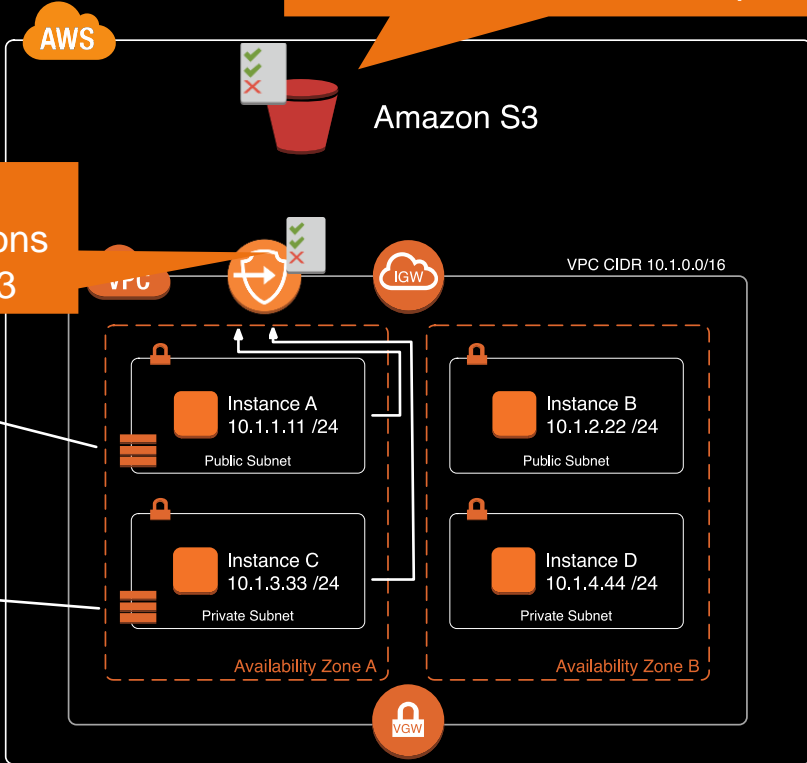 AWS
Amazon S3
ons
3
VPC
IGW
VPC CIDR 10.1.0.0/16
Instance A
10.1.1.11 /24
Public Subnet
Instance B
10.1.2.22 /24
Public Subnet
Instance C
10.1.3.33 /24
Private Subnet
Instance D
10.1.4.44 /24
Private Subnet
Availability Zone A
Availability Zone B
VGW